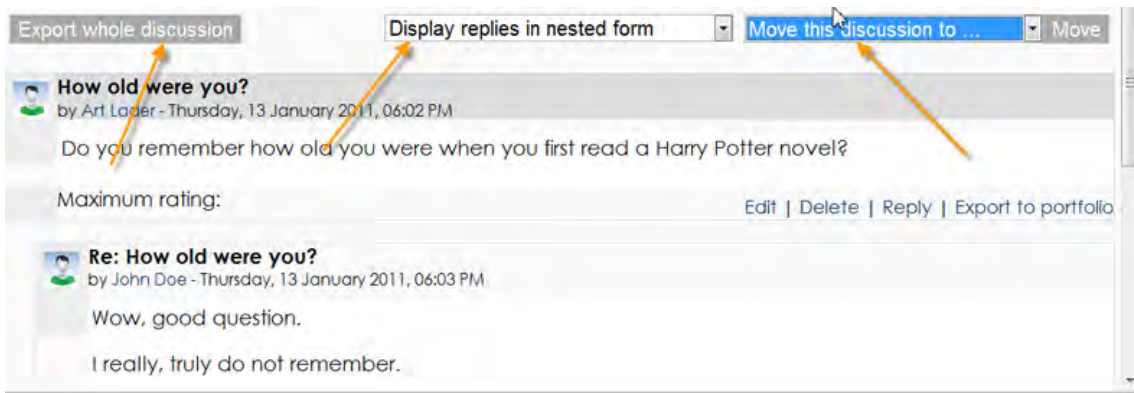 Export whole discussion Display replies in nested form Move this discussion to ... Move
How old were you?
by Art Lader - Thursday, 13 January 2011, 06:02 PM
Do you remember how old you were when you first read a Harry Potter novel?
Maximum rating:
Edit | Delete | Reply | Export to portfolio
Re: How old were you?
by John Doe - Thursday, 13 January 2011, 06:03 PM
Wow, good question.
I really, truly do not remember.